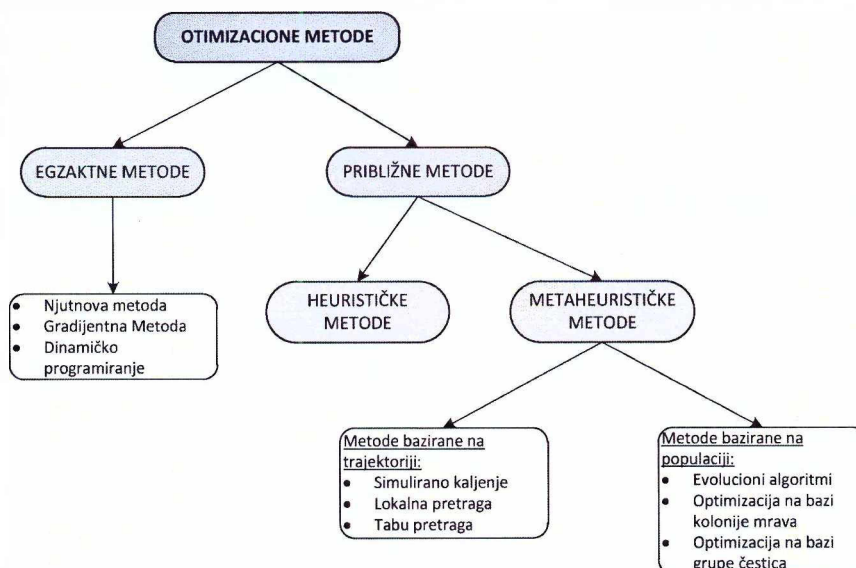 OTIMIZACIONE METODE
EGZAKTNE METODE
PRIBLIŽNE METODE
• Njutnova metoda
• Gradijentna Metoda
• Dinamičko
programiranje
HEURISTIČKE
METODE
METAHEURISTIČKE
METODE
Metode bazirane na
trajektoriji:
• Simulirano kaljenje
• Lokalna pretraga
• Tabu pretraga
Metode bazirane na
populaciji:
• Evolucioni algoritmi
• Optimizacija na bazi
kolonije mrava
• Optimizacija na bazi
grupe čestica